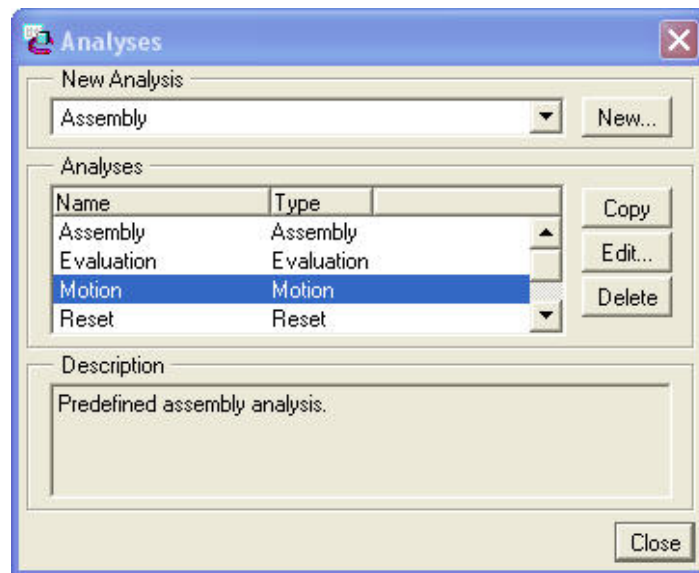 Analyses
New Analysis
Assembly
New...
Analyses
Name Type
Assembly Assembly
Evaluation Evaluation
Motion Motion
Reset Reset
Copy
Edit...
Delete
Description
Predefined assembly analysis.
Close